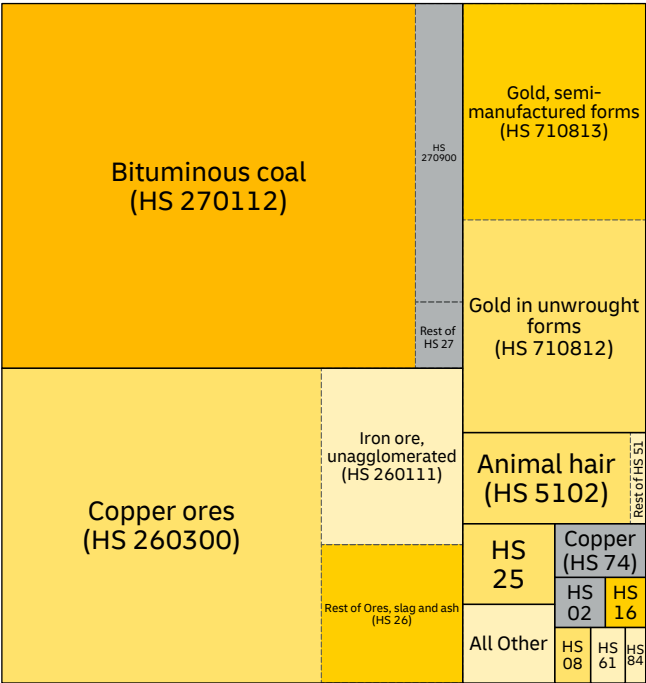 Bituminous coal
(HS 270112)
HS
270900
Rest of
HS 27
Gold, semi-
manufactured forms
(HS 710813)
Gold in unwrought
forms
(HS 710812)
Copper ores
(HS 260300)
Iron ore,
unagglomerated
(HS 260111)
Rest of Ores, slag and ash
(HS 26)
Animal hair
(HS 5102)
Rest of HS 51
HS
25
Copper
(HS 74)
HS
02
HS
16
All Other
HS
08
HS
61
HS
84